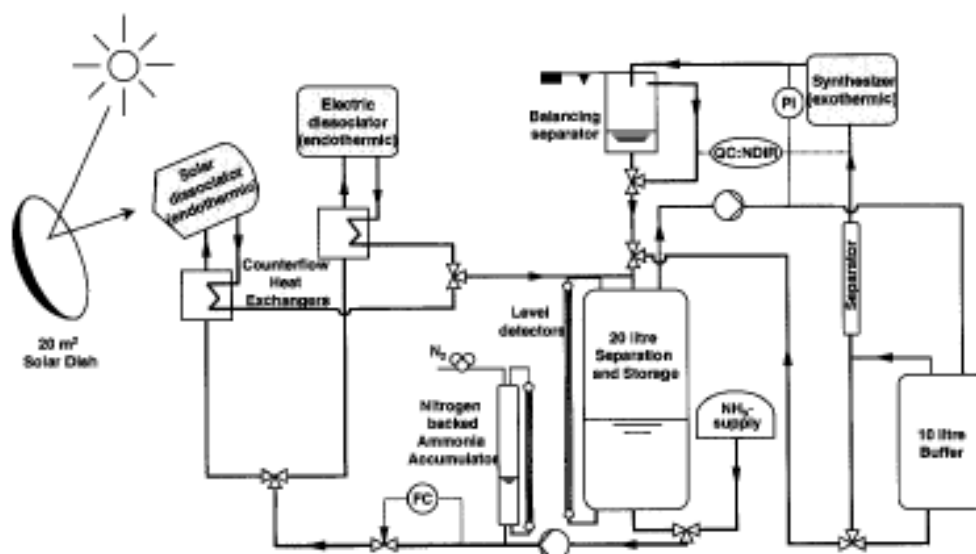 Synthesizer
(exothermic)
Electric
dissociator
(endothermic)
PI
Balancing
separator
QC:NDIR
Solar
dissociator
(endothermic)
Separator
Counterflow
Heat
Exchangers
Level
detectors
20 litre
Separation
and Storage
20 m²
Solar Dish
N₂
NH₃-
supply
Nitrogen
backed
Ammonia
Accumulator
10 litre
Buffer
FC